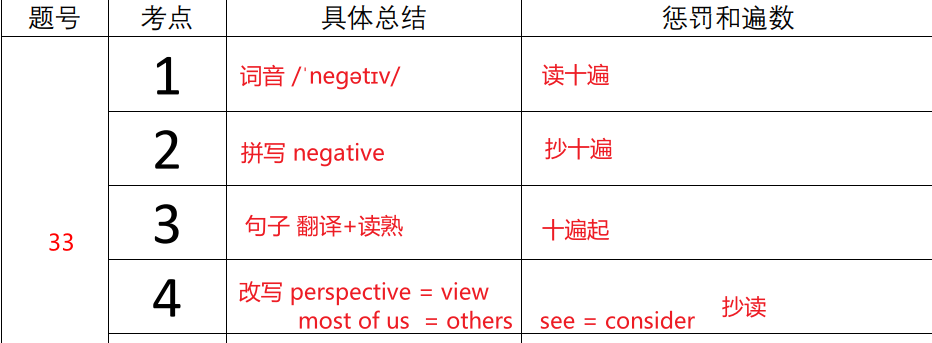 题号 考点 具体总结 惩罚和遍数
1 词音 /ˈnegətɪv/ 读十遍
2 拼写 negative 抄十遍
33
3 句子 翻译+读熟 十遍起
4 改写 perspective = view
most of us = others see = consider 抄读